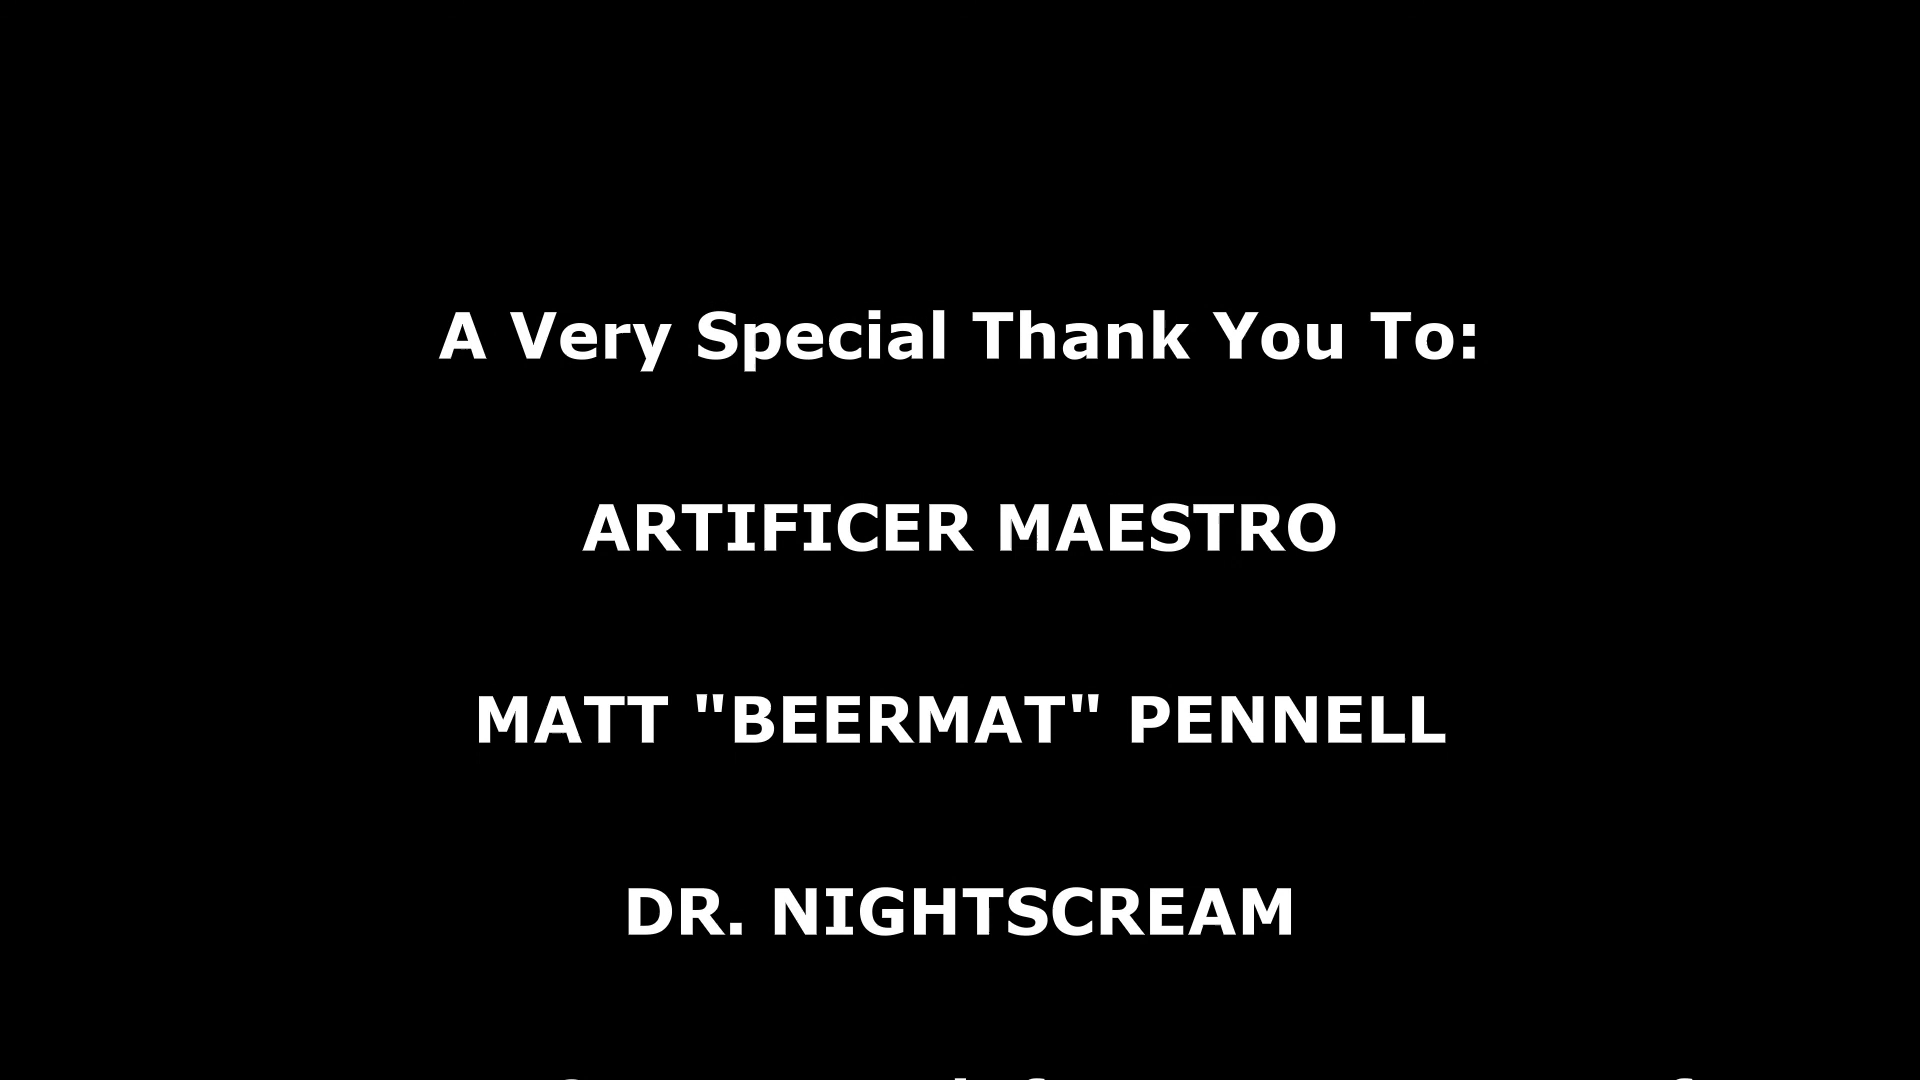 A Very Special Thank You To:
ARTIFICER MAESTRO
MATT "BEERMAT" PENNELL
DR. NIGHTSCREAM